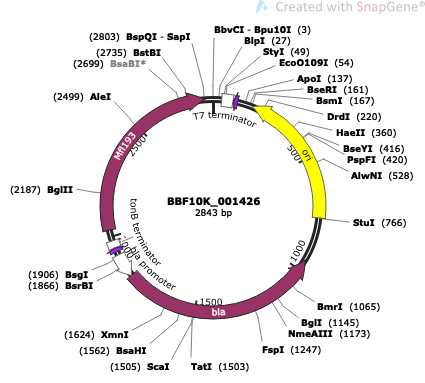 Created with SnapGene®
BbvCI - Bpu10I (3)
BlpI (27)
StyI (49)
EcoO109I (54)
ApoI (137)
BseRI (161)
BsmI (167)
DrdI (220)
HaeII (360)
BseYI (416)
PspFI (420)
AlwNI (528)
StuI (766)
BmrI (1065)
BglI (1145)
NmeAIII (1173)
FspI (1247)
TatI (1503)
(1505) ScaI
(1562) BsaHI
(1624) XmnI
(1866) BsrBI
(1906) BsgI
(2187) BglII
(2499) AleI
(2699) BsaBI*
(2735) BstBI
(2803) BspQI - SapI
T7 terminator
ori
500
1000
bla
1500
bla promoter
tonB terminator
Mfl193
2500
BBF10K_001426
2843 bp